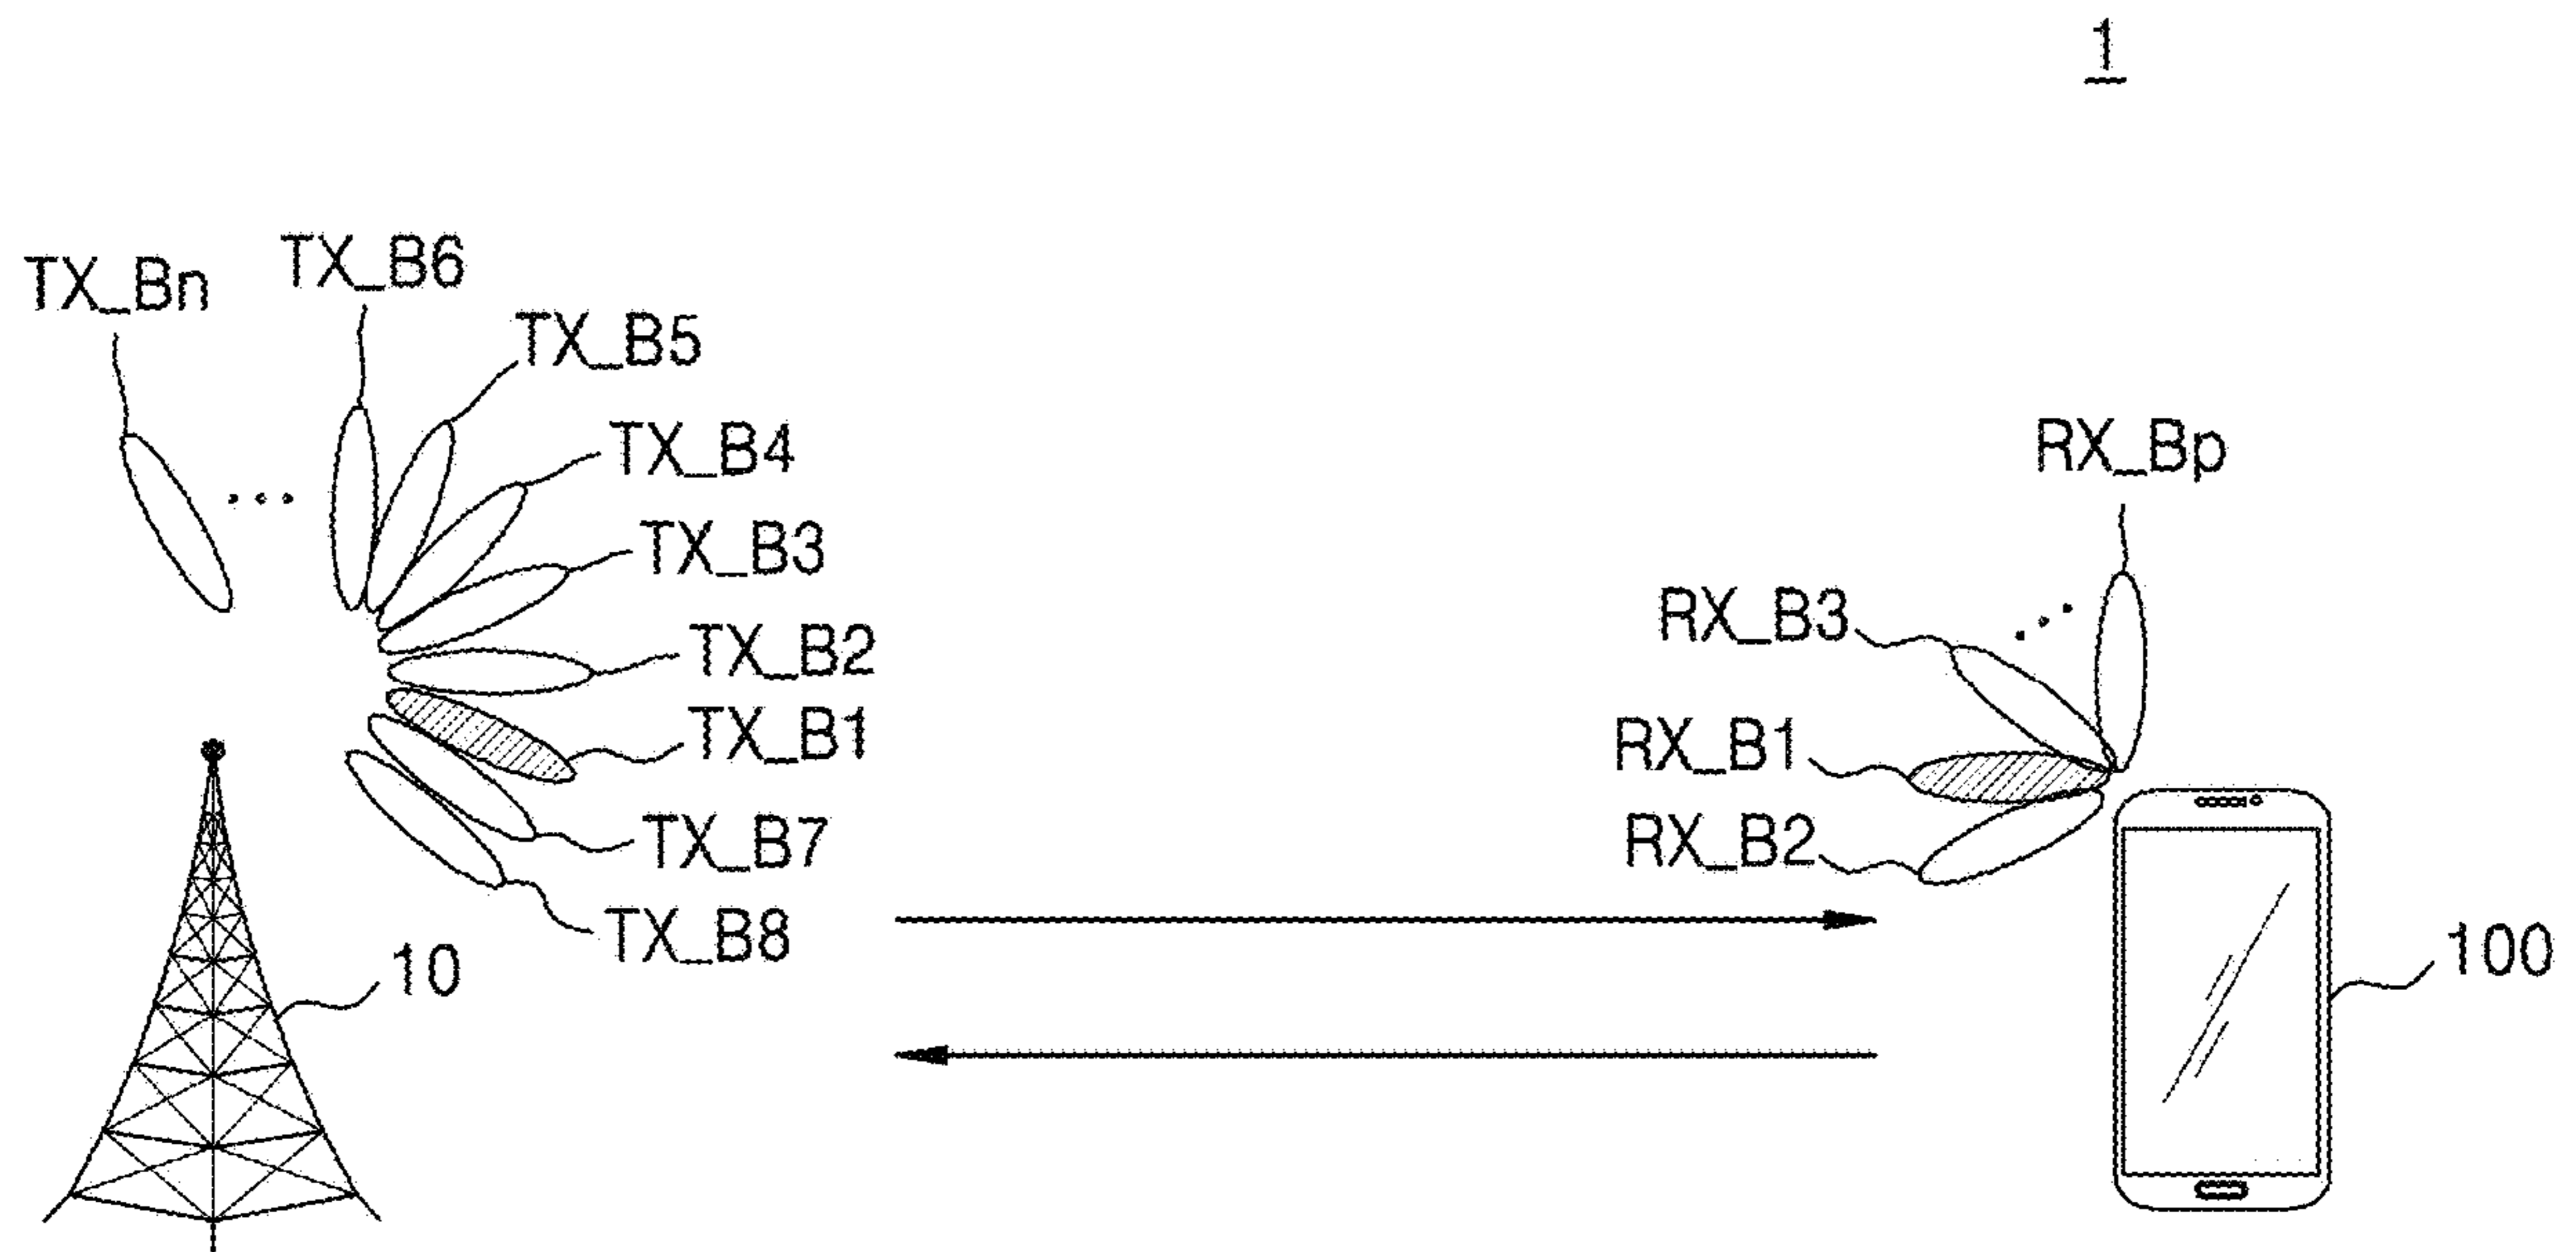 1
TX_Bn
TX_B6
TX_B5
TX_B4
TX_B3
TX_B2
TX_B1
TX_B7
TX_B8
10
RX_Bp
RX_B3
RX_B1
RX_B2
100